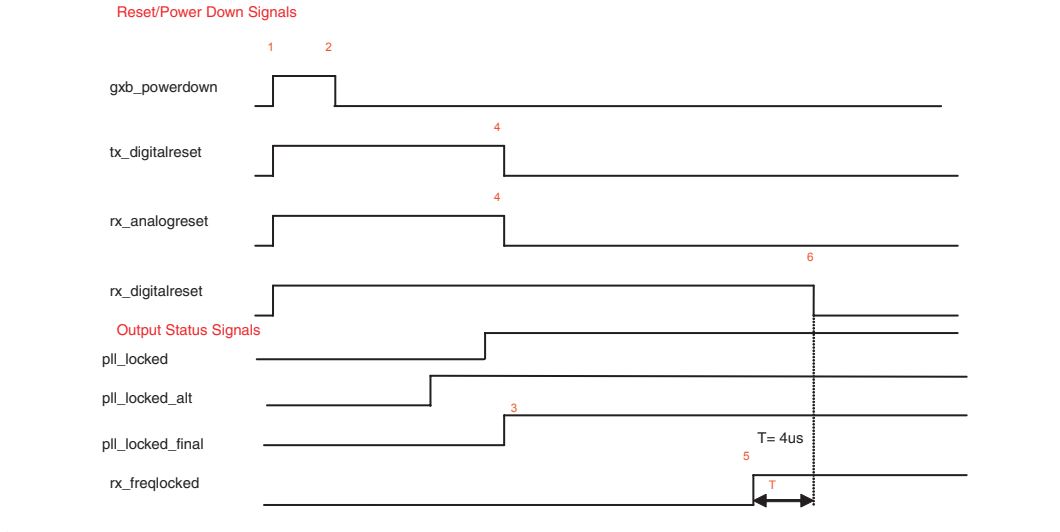 Reset/Power Down Signals
1 2
gxb_powerdown
4
tx_digitalreset
4
rx_analogreset
6
rx_digitalreset
Output Status Signals
pll_locked
pll_locked_alt
3
pll_locked_final
T= 4us
5
rx_freqlocked
T